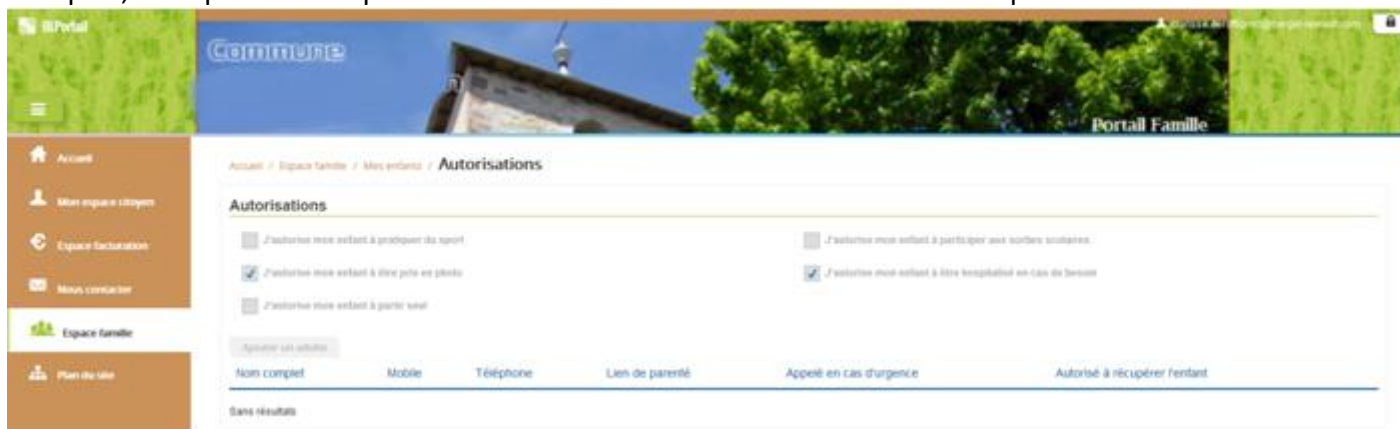 BLPortal
Commune
Portail Famille
Accueil
Mon espace citoyen
Espace facturation
Nous contacter
Espace famille
Plan du site
Accueil / Espace famille / Mes enfants / Autorisations
Autorisations
J'autorise mon enfant à pratiquer du sport
J'autorise mon enfant à participer aux sorties scolaires
J'autorise mon enfant à être pris en photo
J'autorise mon enfant à être hospitalisé en cas de besoin
J'autorise mon enfant à partir seul
Ajouter un adulte
Nom complet Mobile Téléphone Lien de parenté Appelé en cas d'urgence Autorisé à récupérer l'enfant
Sans résultats